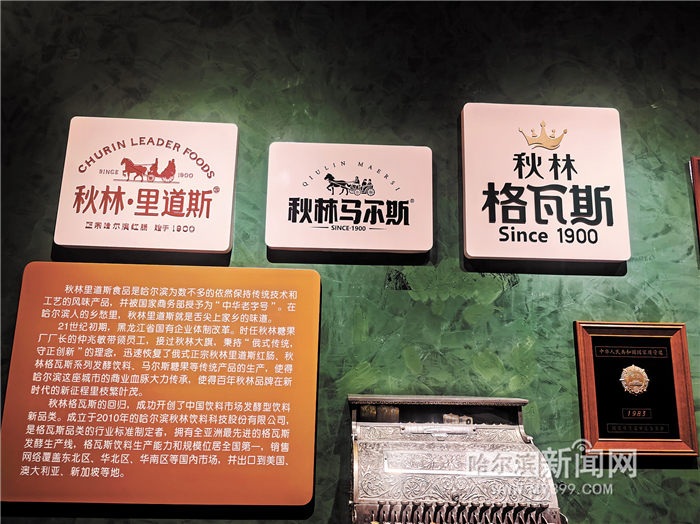 CHURIN LEADER FOODS
SINCE 1900
秋林·里道斯®
正宗哈尔滨红肠 始于1900
QIULIN MAERSI
秋林马尔斯®
SINCE·1900
秋林
格瓦斯
Since 1900
秋林里道斯食品是哈尔滨为数不多的依然保持传统技术和
工艺的风味产品，并被国家商务部授予为“中华老字号”。在
哈尔滨人的乡愁里，秋林里道斯就是舌尖上家乡的味道。
21世纪初期，黑龙江省国有企业体制改革。时任秋林糖果
厂厂长的仲兆敏带领员工，接过秋林大旗，秉持“俄式传统，
守正创新”的理念，迅速恢复了俄式正宗秋林里道斯红肠、秋
林格瓦斯系列发酵饮料、马尔斯糖果等传统产品的生产，使得
哈尔滨这座城市的商业血脉大力传承，使得百年秋林品牌在新
时代的新征程里枝繁叶茂。
秋林格瓦斯的回归，成功开创了中国饮料市场发酵型饮料
新品类。成立于2010年的哈尔滨秋林饮料科技股份有限公司，
是格瓦斯品类的行业标准制定者，拥有全亚洲最先进的格瓦斯
发酵生产线，格瓦斯饮料生产能力和规模位居全国第一，销售
网络覆盖东北区、华北区、华南区等国内市场，并出口到美国、
澳大利亚、新加坡等地。
中华人民共和国国家质量奖
1983
哈尔滨新闻网